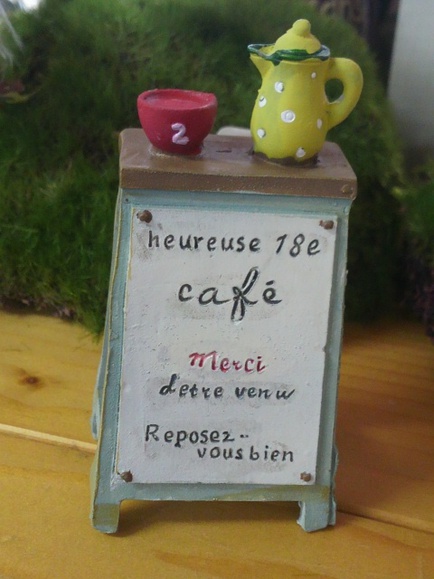 2
heureuse 18e
café
Merci
detre venu
Reposez..
vous bien